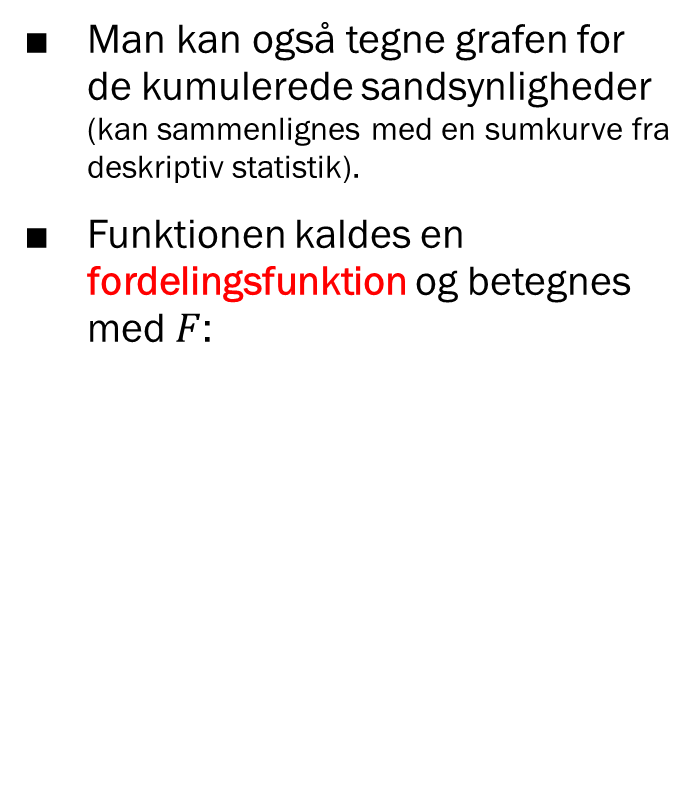 ■ Man kan også tegne grafen for
de kumulerede sandsynligheder
(kan sammenlignes med en sumkurve fra
deskriptiv statistik).
■ Funktionen kaldes en
fordelingsfunktion og betegnes
med F: